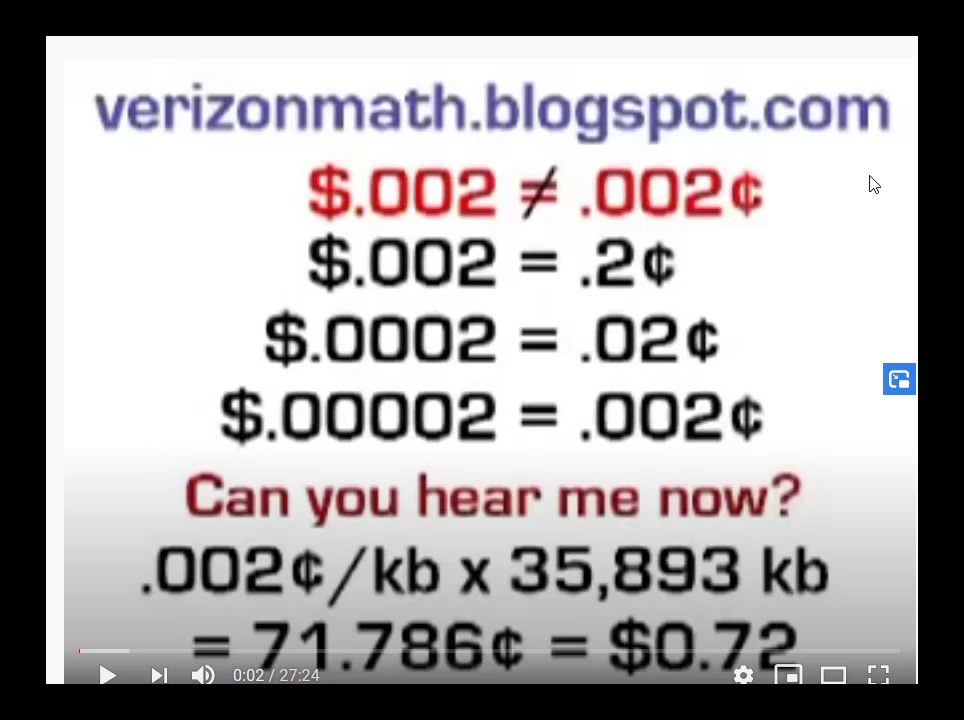 verizonmath.blogspot.com
$.002 ≠ .002¢
$.002 = .2¢
$.0002 = .02¢
$.00002 = .002¢
Can you hear me now?
.002¢/kb x 35,893 kb
= 71.786¢ = $0.72
0:02 / 27:24